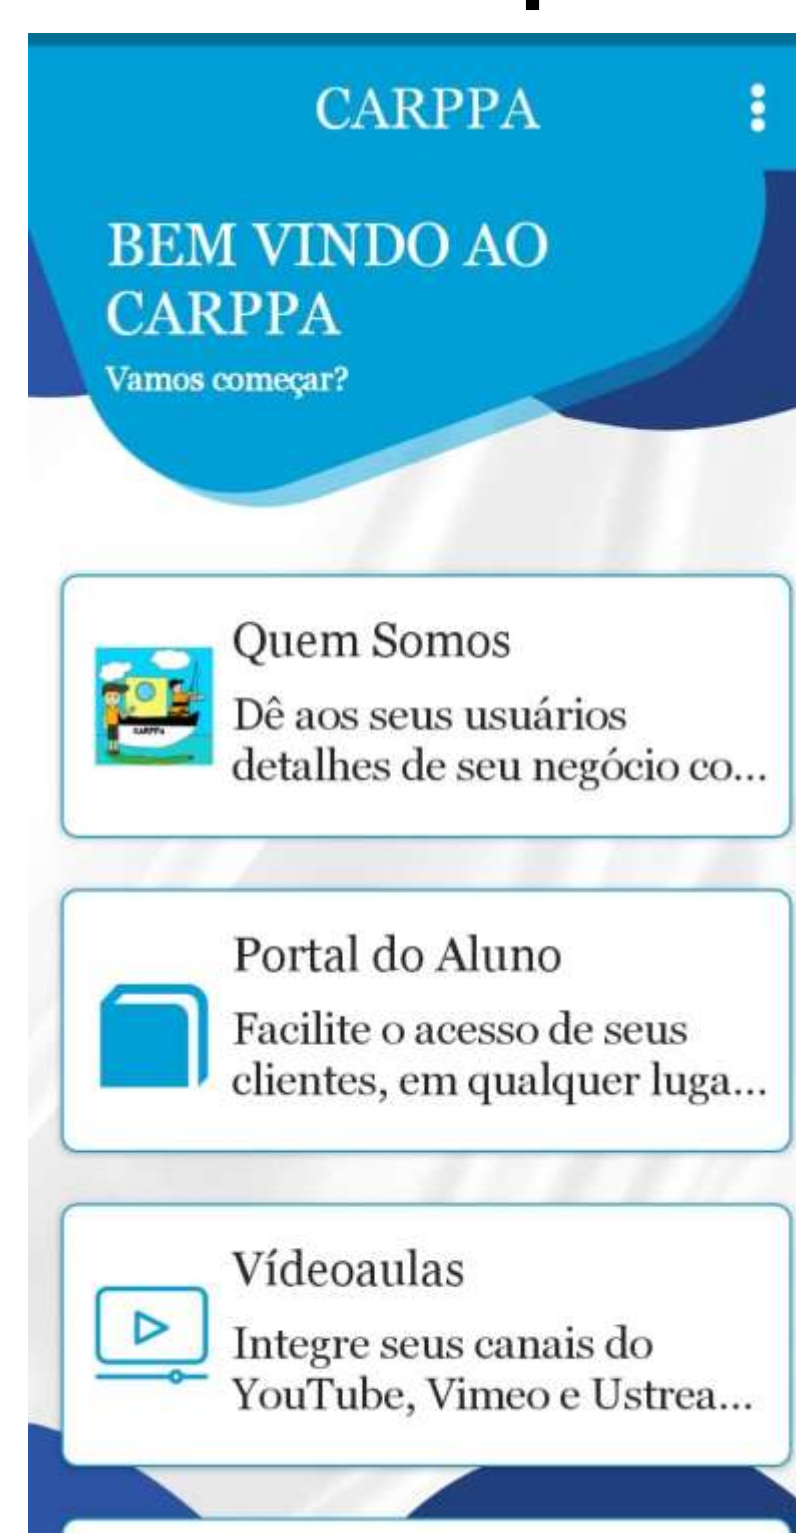 CARPPA
BEM VINDO AO
CARPPA
Vamos começar?
Quem Somos
Dê aos seus usuários
detalhes de seu negócio co...
CARPPA
Portal do Aluno
Facilite o acesso de seus
clientes, em qualquer luga...
Vídeoaulas
Integre seus canais do
YouTube, Vimeo e Ustrea...